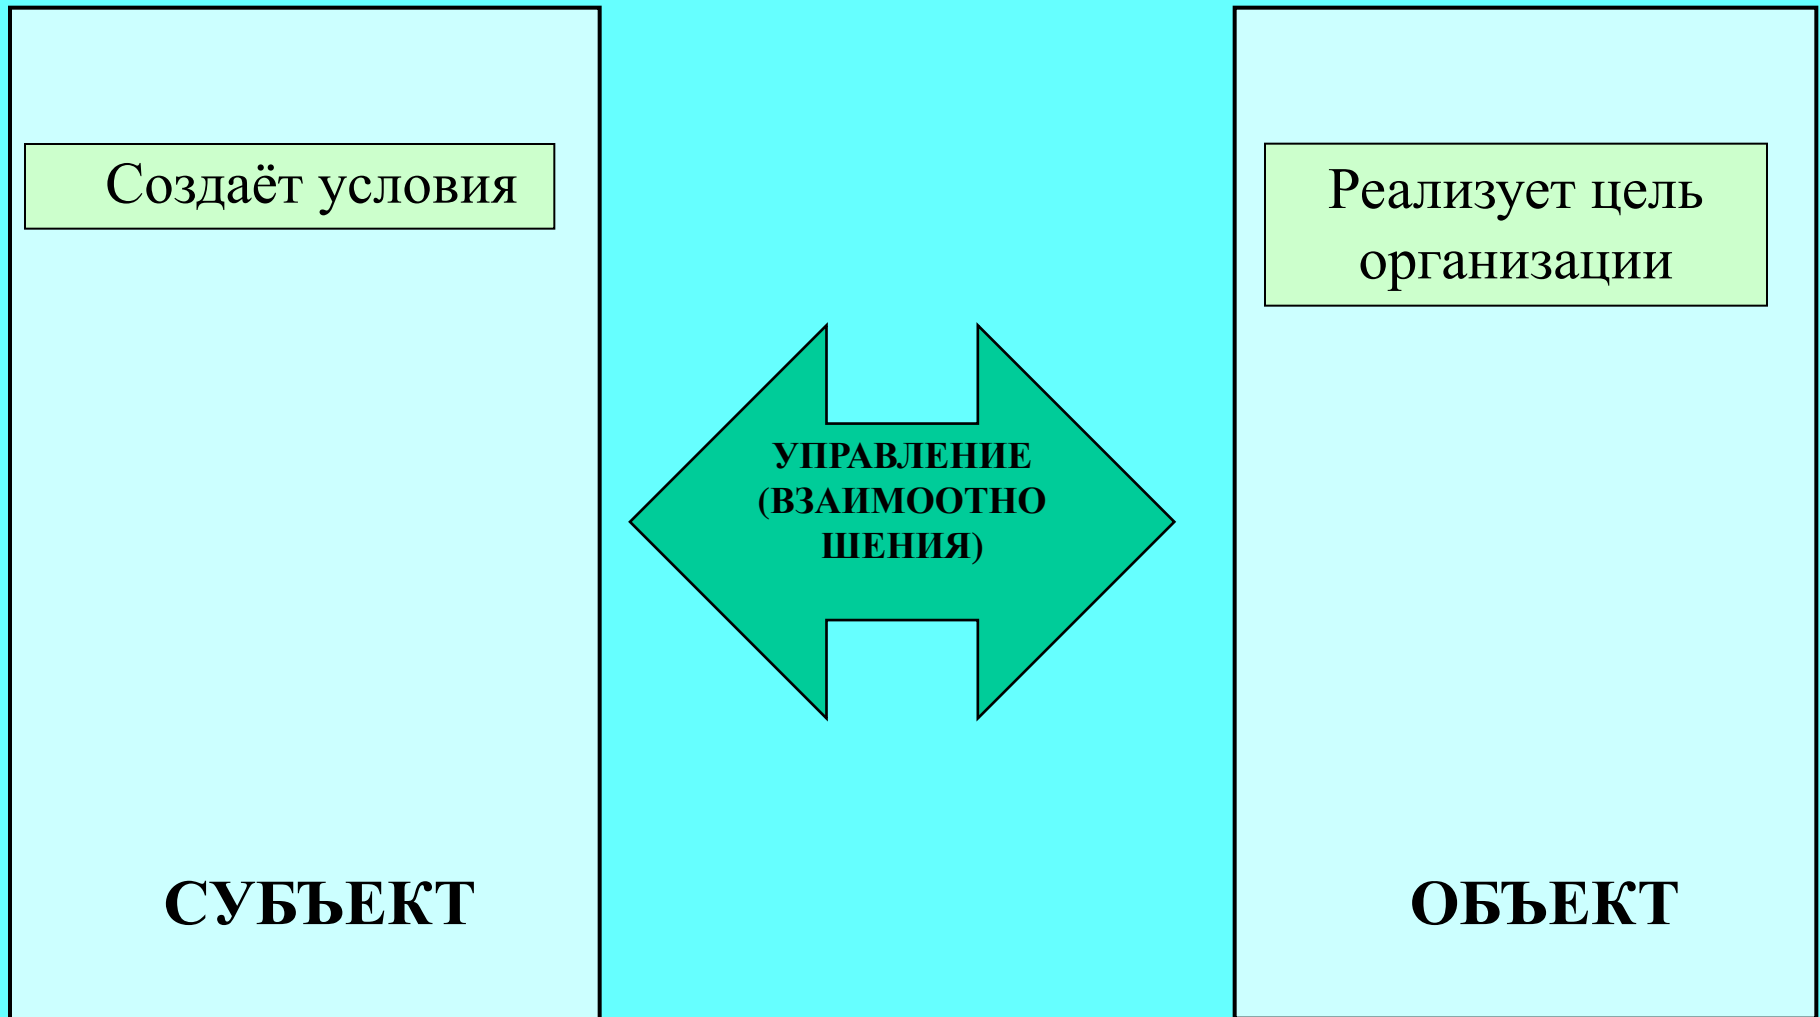 Создаёт условия
Реализует цель
организации
УПРАВЛЕНИЕ
(ВЗАИМООТНО
ШЕНИЯ)
СУБЪЕКТ
ОБЪЕКТ